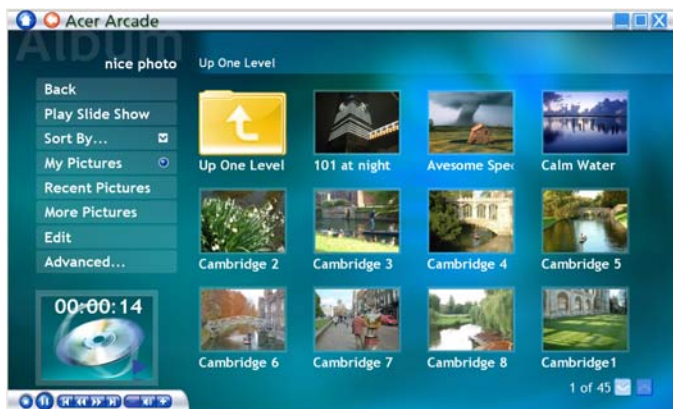 Acer Arcade
Album
nice photo
Up One Level
Back
Play Slide Show
Sort By...
My Pictures
Recent Pictures
More Pictures
Edit
Advanced...
00:00:14
Up One Level
101 at night
Avesome Spec
Calm Water
Cambridge 2
Cambridge 3
Cambridge 4
Cambridge 5
Cambridge 6
Cambridge 7
Cambridge 8
Cambridge1
1 of 45